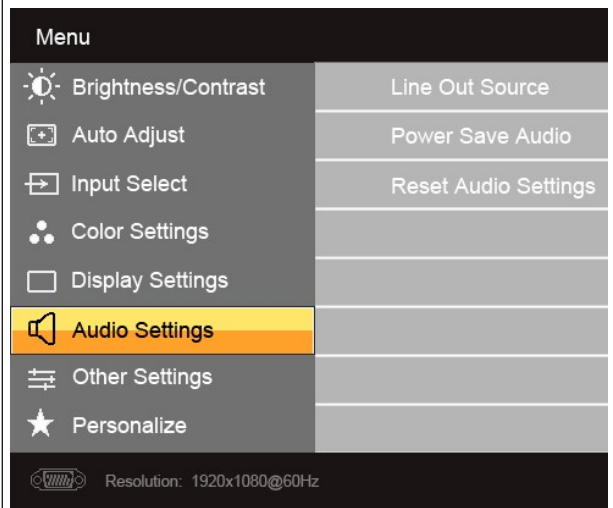 Menu
Brightness/Contrast
Auto Adjust
Input Select
Color Settings
Display Settings
Audio Settings
Other Settings
Personalize
Line Out Source
Power Save Audio
Reset Audio Settings
Resolution: 1920x1080@60Hz